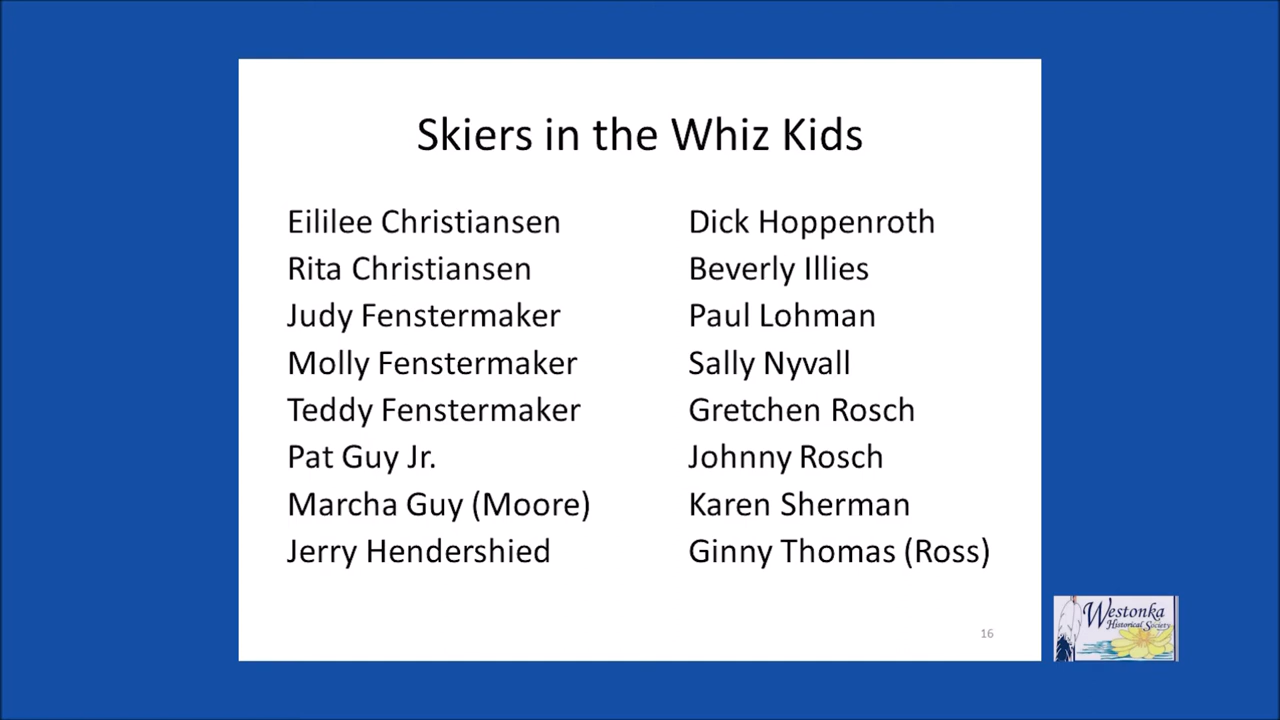 Skiers in the Whiz Kids
Eililee Christiansen
Rita Christiansen
Judy Fenstermaker
Molly Fenstermaker
Teddy Fenstermaker
Pat Guy Jr.
Marcha Guy (Moore)
Jerry Hendershied
Dick Hoppenroth
Beverly Illies
Paul Lohman
Sally Nyvall
Gretchen Rosch
Johnny Rosch
Karen Sherman
Ginny Thomas (Ross)
16
Westonka
Historical Society